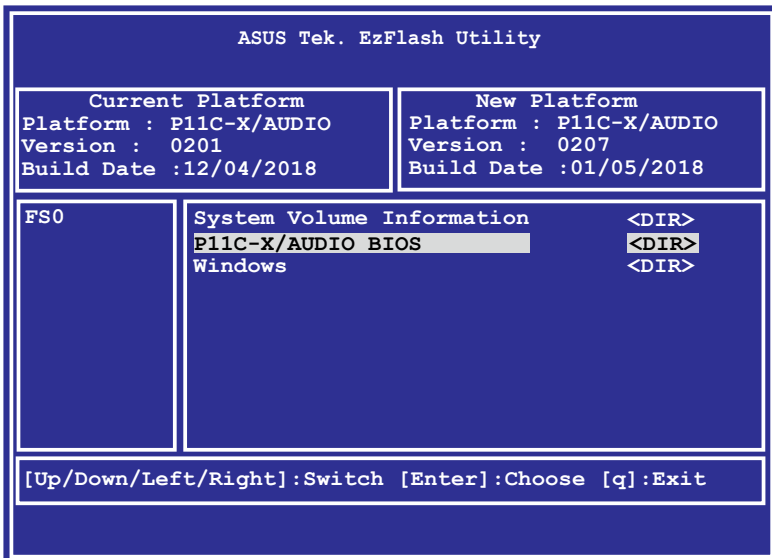 ASUS Tek. EzFlash Utility
Current Platform
Platform : P11C-X/AUDIO
Version : 0201
Build Date :12/04/2018
New Platform
Platform : P11C-X/AUDIO
Version : 0207
Build Date :01/05/2018
FS0
System Volume Information <DIR>
P11C-X/AUDIO BIOS <DIR>
Windows <DIR>
[Up/Down/Left/Right]:Switch [Enter]:Choose [q]:Exit